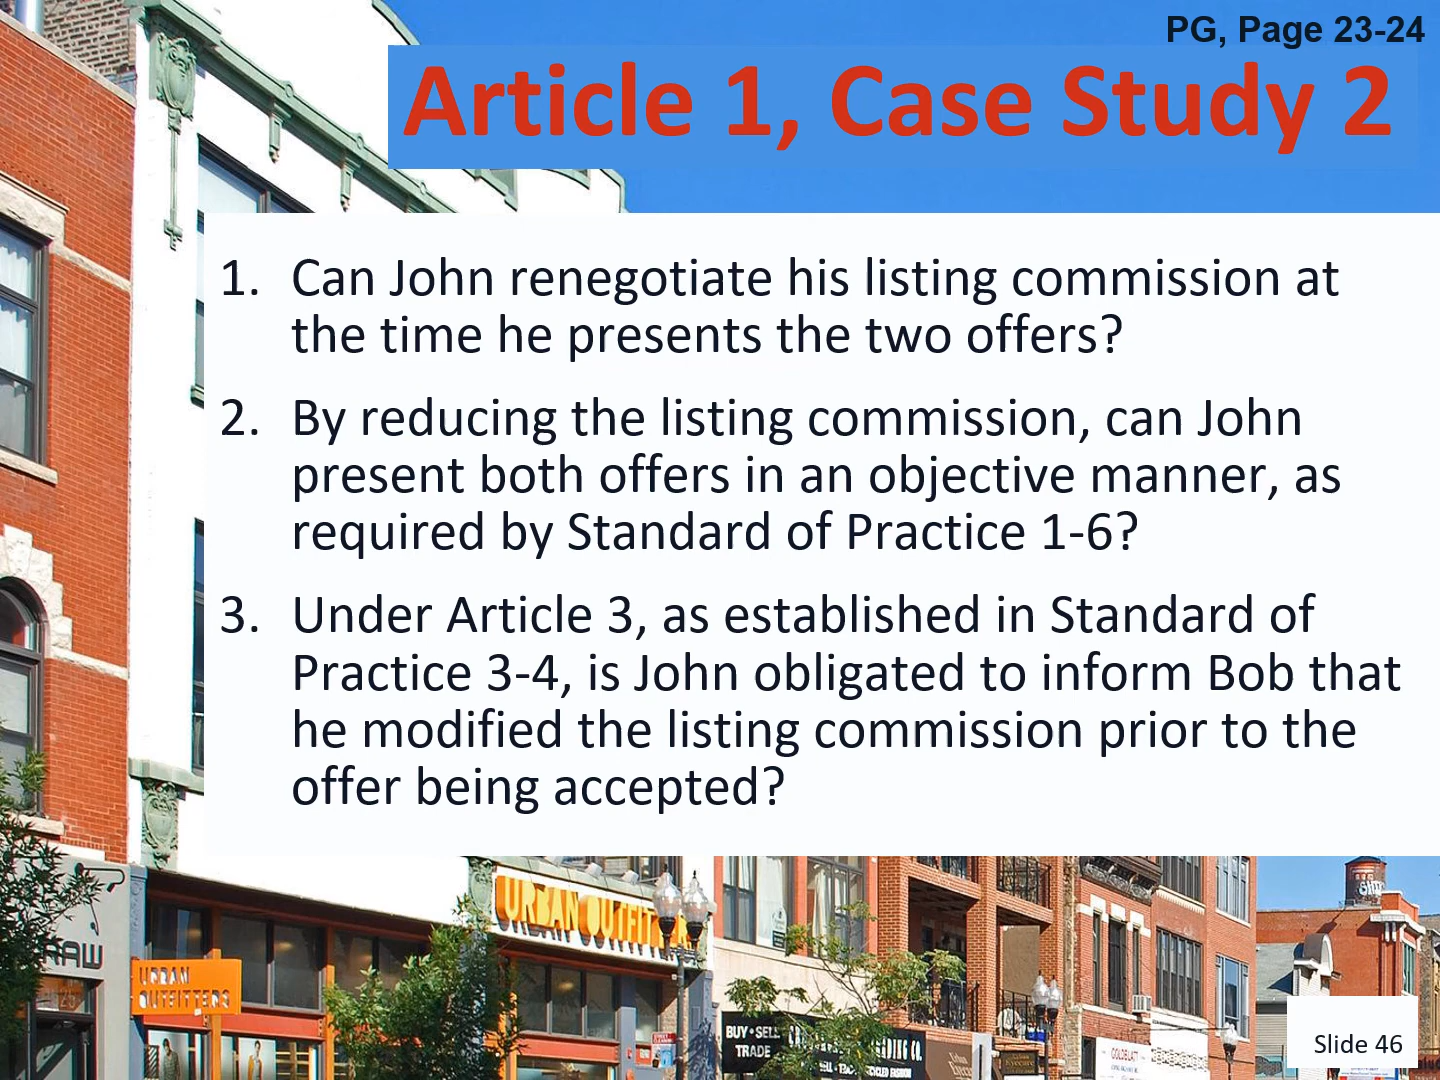 PG, Page 23-24
Article 1, Case Study 2
1. Can John renegotiate his listing commission at
the time he presents the two offers?
2. By reducing the listing commission, can John
present both offers in an objective manner, as
required by Standard of Practice 1-6?
3. Under Article 3, as established in Standard of
Practice 3-4, is John obligated to inform Bob that
he modified the listing commission prior to the
offer being accepted?
URBAN OUTFITTE
RAW
URBAN
OUTFITTERS
BUY•SELL
TRADE
Slide 46